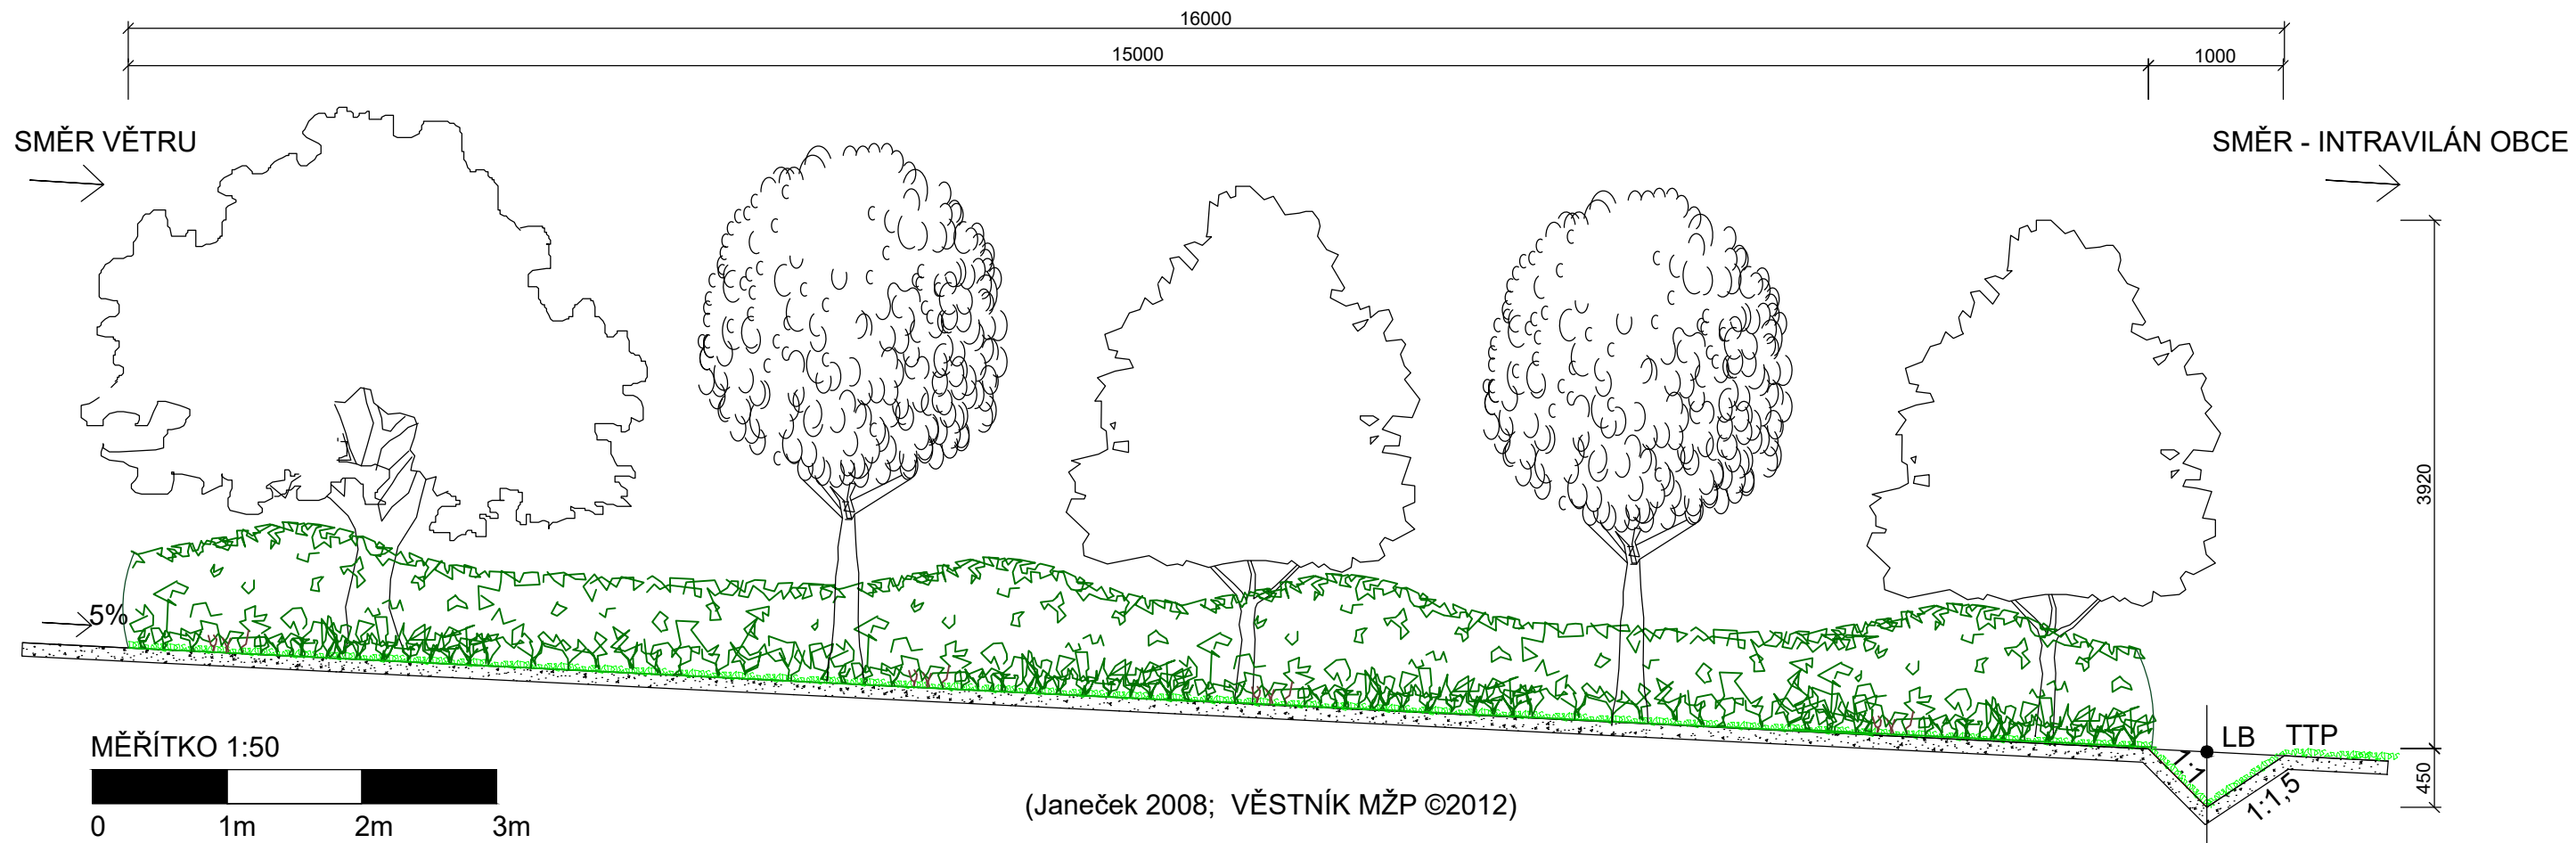 16000
15000
1000
SMĚR VĚTRU
SMĚR - INTRAVILÁN OBCE
3920
5%
LB
TTP
1:1
1:1,5
450
MĚŘÍTKO 1:50
0 1m 2m 3m
(Janeček 2008; VĚSTNÍK MŽP ©2012)